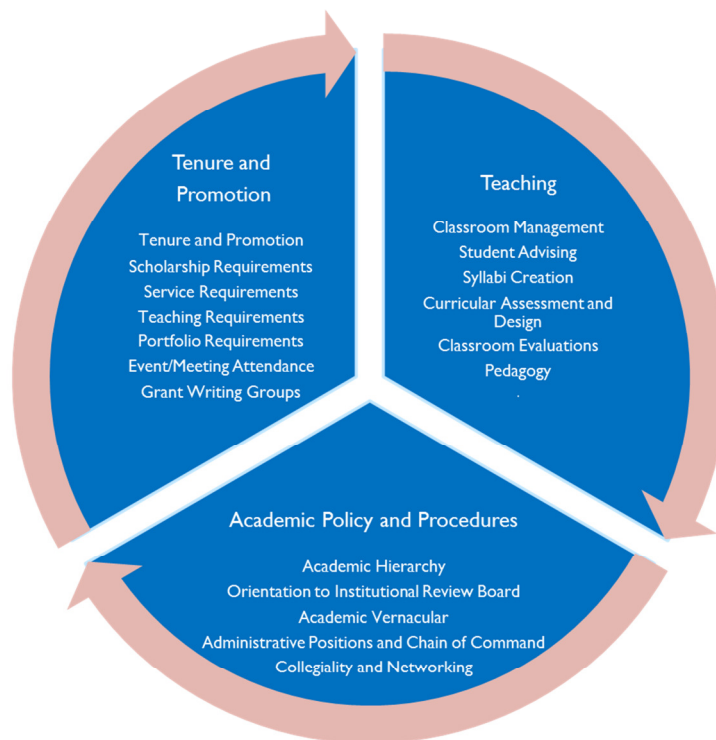 Tenure and
Promotion
Tenure and Promotion
Scholarship Requirements
Service Requirements
Teaching Requirements
Portfolio Requirements
Event/Meeting Attendance
Grant Writing Groups
Teaching
Classroom Management
Student Advising
Syllabi Creation
Curricular Assessment and
Design
Classroom Evaluations
Pedagogy
.
Academic Policy and Procedures
Academic Hierarchy
Orientation to Institutional Review Board
Academic Vernacular
Administrative Positions and Chain of Command
Collegiality and Networking